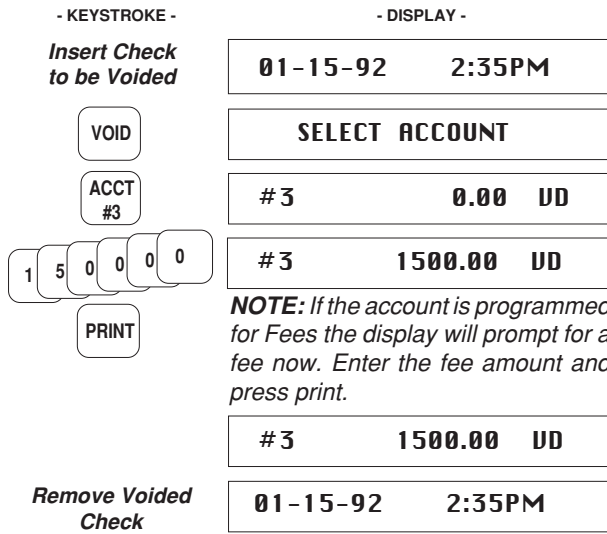 - KEYSTROKE - - DISPLAY -
Insert Check
to be Voided
01-15-92 2:35PM
VOID
SELECT ACCOUNT
ACCT
#3
#3 0.00 VD
1 5 0 0 0 0
#3 1500.00 VD
PRINT
NOTE: If the account is programmed
for Fees the display will prompt for a
fee now. Enter the fee amount and
press print.
#3 1500.00 VD
Remove Voided
Check
01-15-92 2:35PM